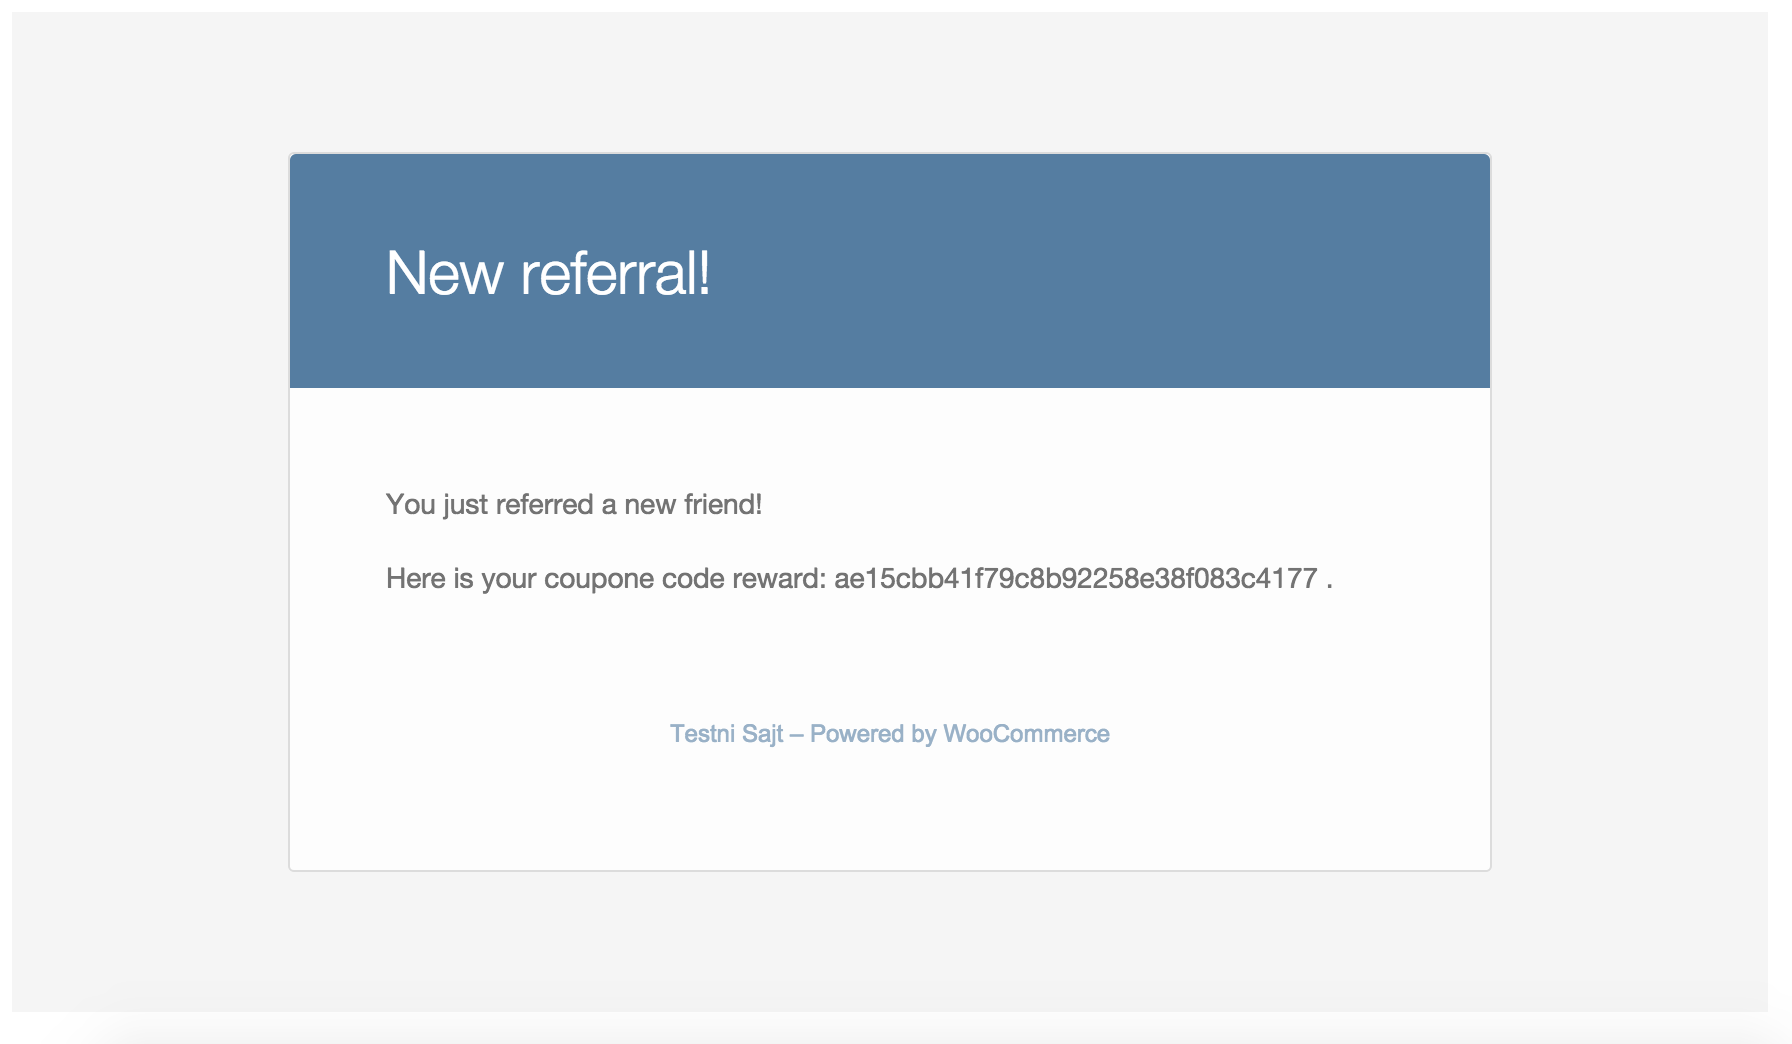 New referral!
You just referred a new friend!
Here is your coupone code reward: ae15cbb41f79c8b92258e38f083c4177 .
Testni Sajt – Powered by WooCommerce